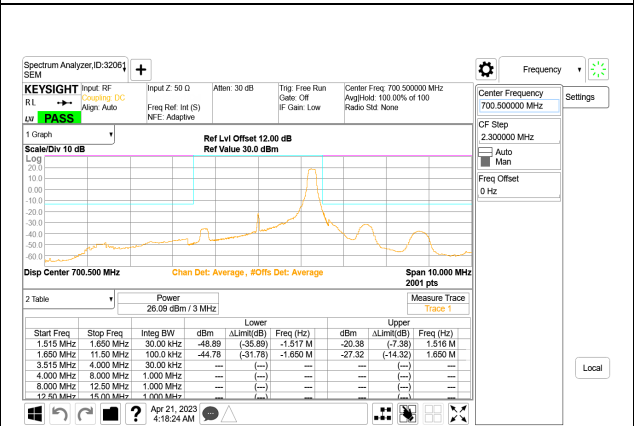 Spectrum Analyzer,ID:32061
SEM
Frequency
KEYSIGHT Input: RF Input Z: 50 Ω Atten: 30 dB Trig: Free Run Center Freq: 700.500000 MHz
Coupling: DC Gate: Off Avg|Hold: 100.00% of 100
R L Align: Auto Freq Ref: Int (S) IF Gain: Low Radio Std: None
LXI PASS NFE: Adaptive
Center Frequency
700.500000 MHz
Settings
CF Step
2.300000 MHz
Auto
Man
Freq Offset
0 Hz
1 Graph
Ref Lvl Offset 12.00 dB
Scale/Div 10 dB Ref Value 30.0 dBm
Log
20.0
10.0
0.00
-10.0
-20.0
-30.0
-40.0
-50.0
-60.0
Disp Center 700.500 MHz Chan Det: Average , #Offs Det: Average Span 10.000 MHz
2001 pts
2 Table Power Measure Trace
26.09 dBm / 3 MHz Trace 1
Lower Upper
Start Freq Stop Freq Integ BW dBm ΔLimit(dB) Freq (Hz) dBm ΔLimit(dB) Freq (Hz)
1.515 MHz 1.650 MHz 30.00 kHz -48.89 (-35.89) -1.517 M -20.38 (-7.38) 1.516 M
1.650 MHz 11.50 MHz 100.0 kHz -44.78 (-31.78) -1.650 M -27.32 (-14.32) 1.650 M
3.515 MHz 4.000 MHz 30.00 kHz --- (---) --- --- (---) ---
4.000 MHz 8.000 MHz 1.000 MHz --- (---) --- --- (---) ---
8.000 MHz 12.50 MHz 1.000 MHz --- (---) --- --- (---) ---
12.50 MHz 15.00 MHz 1.000 MHz --- (---) --- --- (---) ---
Local
? Apr 21, 2023
4:18:24 AM